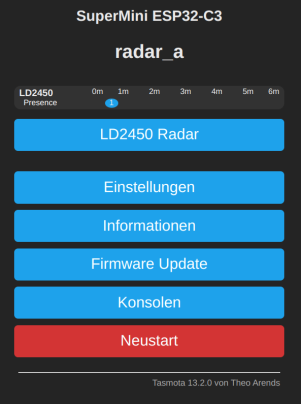 SuperMini ESP32-C3
radar_a
LD2450 0m 1m 2m 3m 4m 5m 6m
Presence 1
LD2450 Radar
Einstellungen
Informationen
Firmware Update
Konsolen
Neustart
Tasmota 13.2.0 von Theo Arends